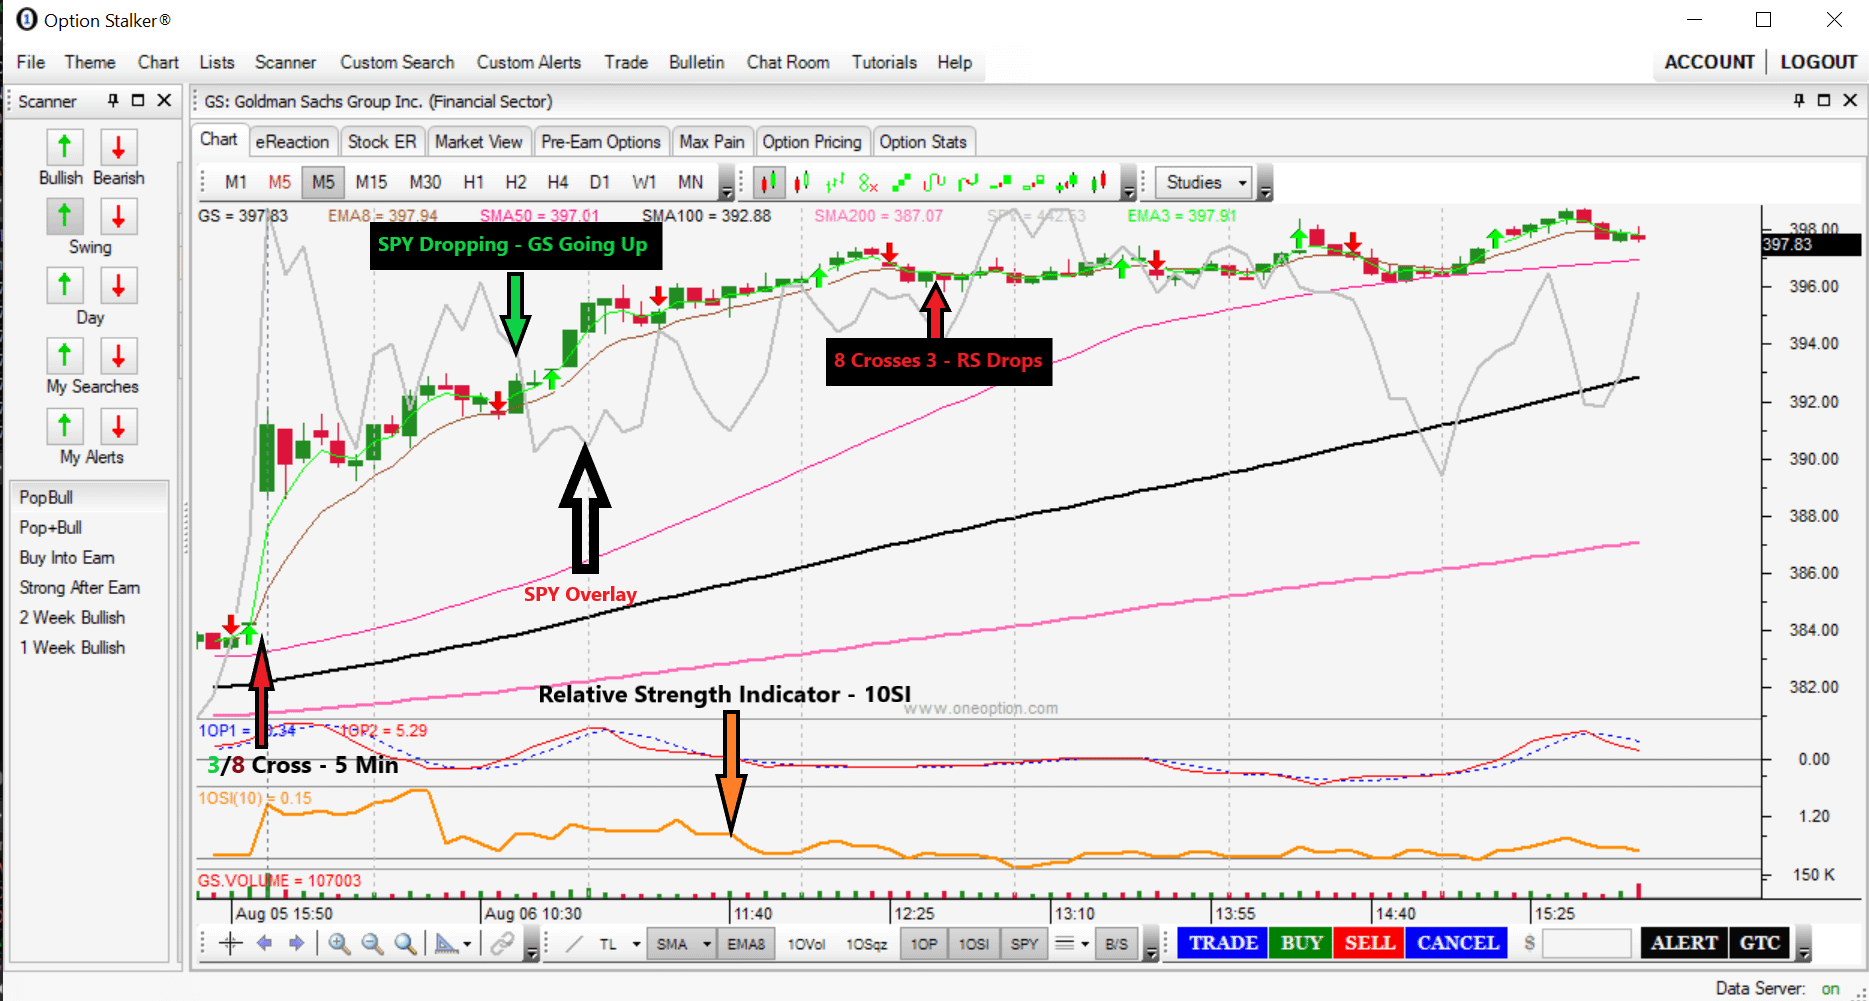 Option Stalker®
File Theme Chart Lists Scanner Custom Search Custom Alerts Trade Bulletin Chat Room Tutorials Help ACCOUNT LOGOUT
Scanner
GS: Goldman Sachs Group Inc. (Financial Sector)
Chart eReaction Stock ER Market View Pre-Earn Options Max Pain Option Pricing Option Stats
Bullish Bearish
Swing
Day
My Searches
My Alerts
PopBull
Pop+Bull
Buy Into Earn
Strong After Earn
2 Week Bullish
1 Week Bullish
M1 M5 M5 M15 M30 H1 H2 H4 D1 W1 MN Studies
GS = 397.83 EMA8 = 397.94 SMA50 = 397.01 SMA100 = 392.88 SMA200 = 387.07 EMA3 = 397.91
SPY Dropping - GS Going Up
8 Crosses 3 - RS Drops
SPY Overlay
Relative Strength Indicator - 10SI
www.oneoption.com
398.00
397.83
396.00
394.00
392.00
390.00
388.00
386.00
384.00
382.00
1OP1 = 1OP2 = 5.29
3/8 Cross - 5 Min
0.00
1OSI(10) = 0.15
1.20
GS.VOLUME = 107003
150 K
Aug 05 15:50 Aug 06 10:30 11:40 12:25 13:10 13:55 14:40 15:25
TL SMA EMA8 1OVol 1OSqz 1OP 1OSI SPY B/S TRADE BUY SELL CANCEL $ ALERT GTC
Data Server: on